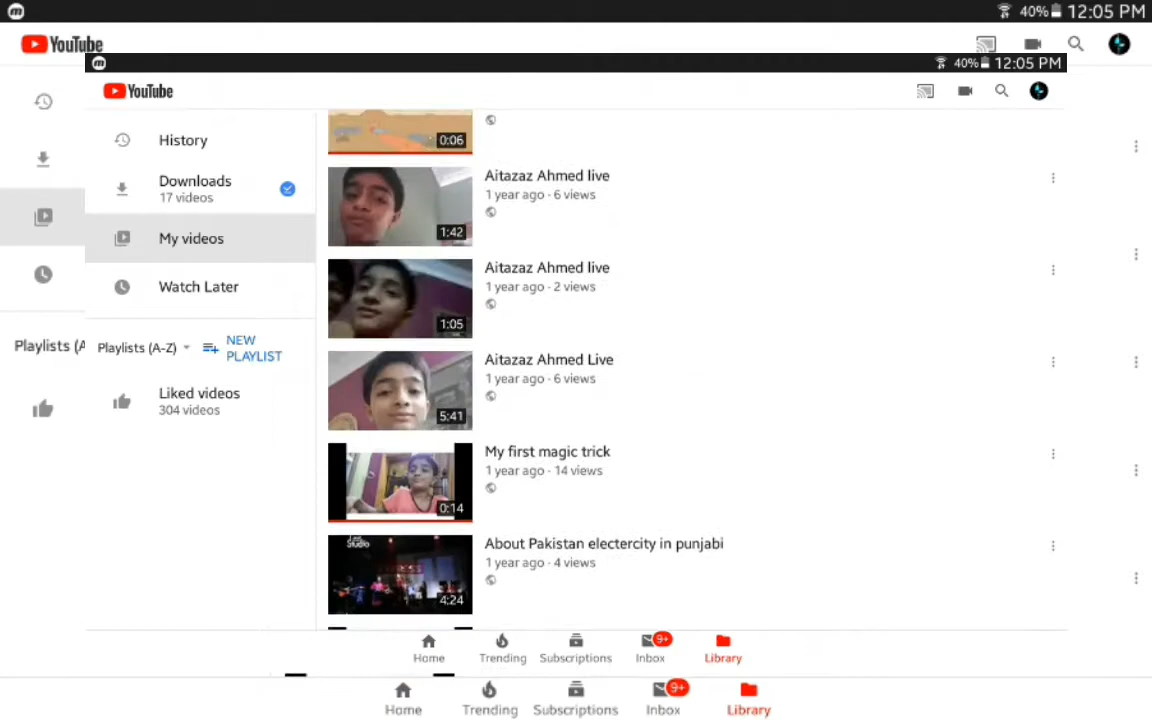 40% 12:05 PM
YouTube
40% 12:05 PM
YouTube
History
Downloads
17 videos
My videos
Watch Later
Playlists (A
Playlists (A-Z)
NEW
PLAYLIST
Liked videos
304 videos
0:06
Aitazaz Ahmed live
1 year ago · 6 views
1:42
Aitazaz Ahmed live
1 year ago · 2 views
1:05
Aitazaz Ahmed Live
1 year ago · 6 views
5:41
My first magic trick
1 year ago · 14 views
0:14
About Pakistan electercity in punjabi
1 year ago · 4 views
Studio
4:24
9+
Home Trending Subscriptions Inbox Library
9+
Home Trending Subscriptions Inbox Library